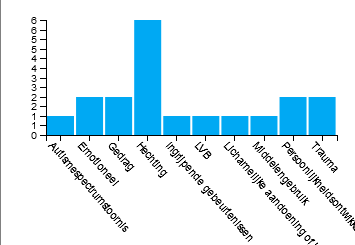 6
6
5
5
4
4
3
3
2
2
1
1
0
Autismespectrumstoornis
Emotioneel
Gedrag
Hechting
Ingrijpende gebeurtenissen
LVB
Lichamelijke aandoening of
Middelengebruik
Persoonlijkheidsontwikke
Trauma